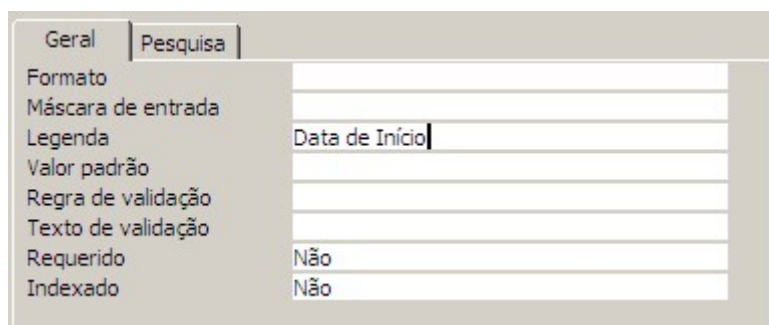 Geral Pesquisa
Formato
Máscara de entrada
Legenda Data de Início
Valor padrão
Regra de validação
Texto de validação
Requerido Não
Indexado Não